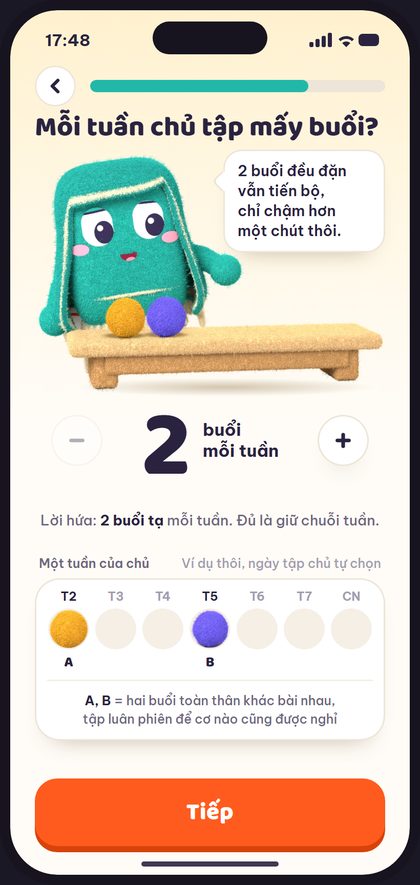 17:48
Mỗi tuần chủ tập mấy buổi?
2 buổi đều đặn
vẫn tiến bộ,
chỉ chậm hơn
một chút thôi.
2 buổi
mỗi tuần
Lời hứa: 2 buổi tạ mỗi tuần. Đủ là giữ chuỗi tuần.
Một tuần của chủ Ví dụ thôi, ngày tập chủ tự chọn
T2 T3 T4 T5 T6 T7 CN
A B
A, B = hai buổi toàn thân khác bài nhau,
tập luân phiên để cơ nào cũng được nghỉ
Tiếp